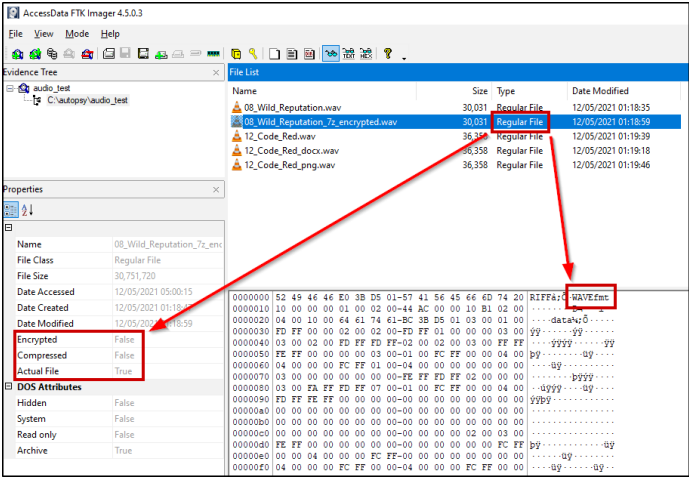 AccessData FTK Imager 4.5.0.3
File View Mode Help
Evidence Tree
audio_test
C:\autopsy\audio_test
File List
Name Size Type Date Modified
08_Wild_Reputation.wav 30,031 Regular File 12/05/2021 01:18:35
08_Wild_Reputation_7z_encrypted.wav 30,031 Regular File 12/05/2021 01:18:59
12_Code_Red.wav 36,358 Regular File 12/05/2021 01:19:39
12_Code_Red_docx.wav 36,358 Regular File 12/05/2021 01:19:18
12_Code_Red_png.wav 36,358 Regular File 12/05/2021 01:19:46
Properties
Name 08_Wild_Reputation_7z_enc
File Class Regular File
File Size 30,751,720
Date Accessed 12/05/2021 05:00:15
Date Created 12/05/2021
Date Modified
Encrypted False
Compressed False
Actual File True
DOS Attributes
Hidden False
System False
Read only False
Archive True
0000000 52 49 46 46 E0 3B D5 01-57 41 56 45 66 6D 74 20 RIFFà;Õ·WAVEfmt
0000010 10 00 00 00 01 00 02 00-44 AC 00 00 10 B1 02 00
0000020 04 00 10 00 64 61 74 61-BC 3B D5 01 03 00 01 00 ····data¼;Õ·····
0000030 FD FF 00 00 02 00 02 00-FD FF 01 00 00 00 03 00 ýÿ······ýÿ······
0000040 03 00 02 00 FD FF FD FF-02 00 02 00 03 00 FF FF ····ýÿýÿ······ÿÿ
0000050 FE FF 00 00 00 00 03 00-01 00 FC FF 00 00 04 00 þÿ········üÿ····
0000060 04 00 00 00 FC FF 01 00-04 00 00 00 00 00 00 00 ····üÿ··········
0000070 03 00 00 00 00 00 00 00-FE FF FD FF 02 00 00 00 ········þÿýÿ····
0000080 03 00 FA FF FD FF 07 00-01 00 FC FF 00 00 04 00 ··úÿýÿ····üÿ····
0000090 FD FF FE FF 00 00 00 00-00 00 00 00 00 00 00 00 ýÿþÿ············
00000a0 00 00 00 00 00 00 00 00-00 00 00 00 00 00 00 00 ················
00000b0 00 00 00 00 00 00 00 00-00 00 00 00 00 00 00 00 ················
00000c0 00 00 00 00 00 00 00 00-00 00 00 00 02 00 03 00 ················
00000d0 FE FF 00 00 00 00 00 00-00 00 00 00 00 00 FC FF þÿ············üÿ
00000e0 00 00 04 00 00 00 FC FF-00 00 00 00 00 00 00 00 ······üÿ········
00000f0 04 00 00 00 FC FF 00 00-04 00 00 00 FC FF 00 00 ····üÿ······üÿ··